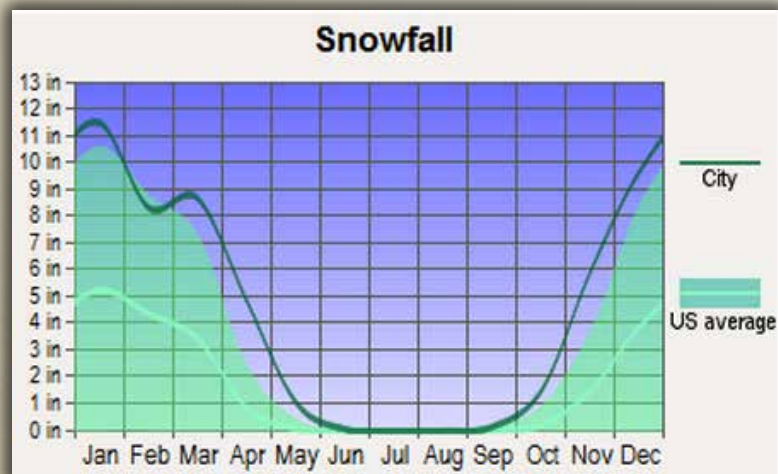 Snowfall
13 in
12 in
11 in
10 in
9 in
8 in
7 in
6 in
5 in
4 in
3 in
2 in
1 in
0 in
Jan Feb Mar Apr May Jun Jul Aug Sep Oct Nov Dec
City
US average